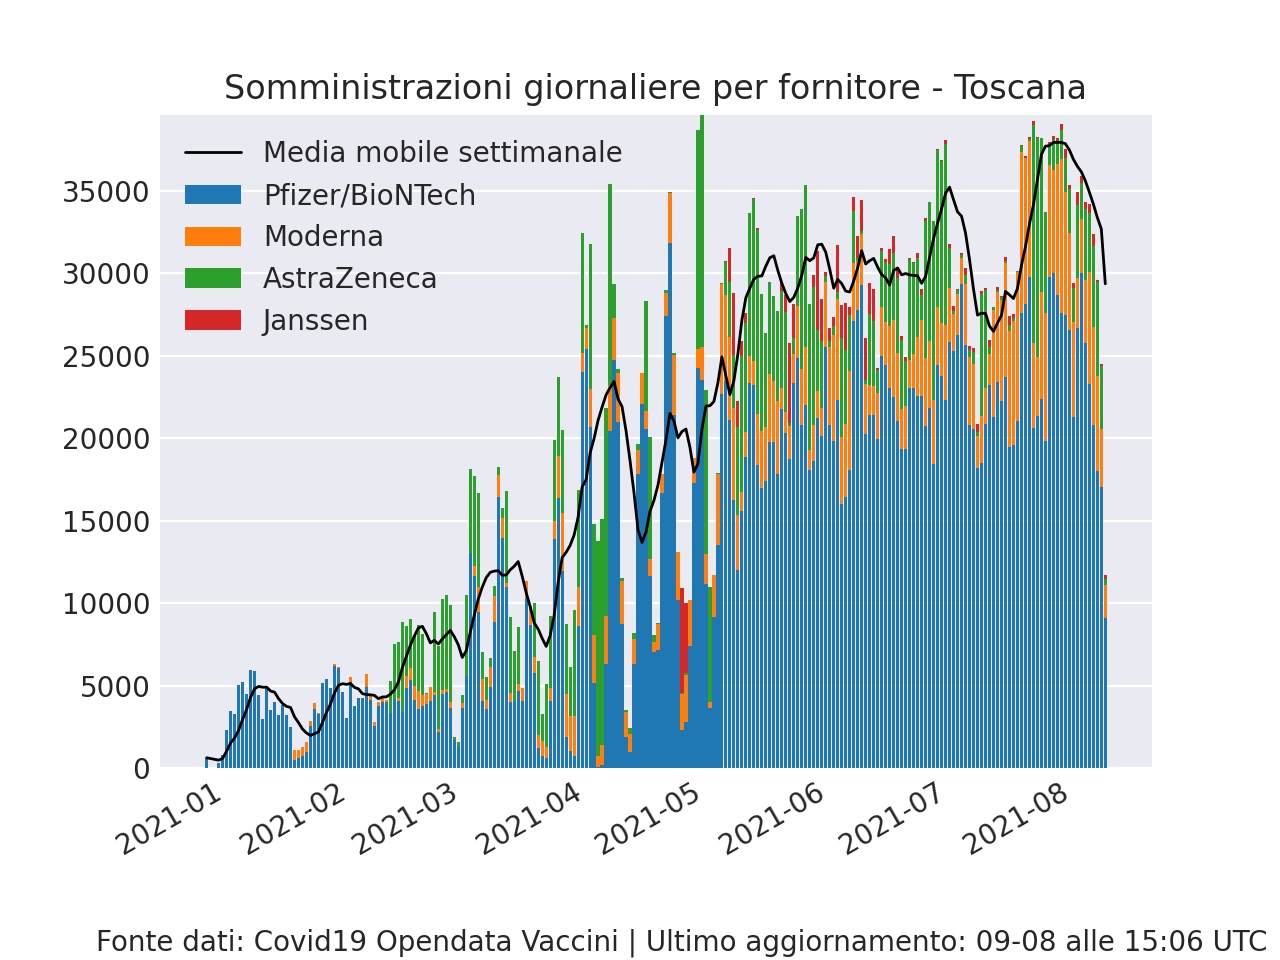 Somministrazioni giornaliere per fornitore - Toscana
Media mobile settimanale
Pfizer/BioNTech
Moderna
AstraZeneca
Janssen
35000
30000
25000
20000
15000
10000
5000
0
2021-01
2021-02
2021-03
2021-04
2021-05
2021-06
2021-07
2021-08
Fonte dati: Covid19 Opendata Vaccini | Ultimo aggiornamento: 09-08 alle 15:06 UTC